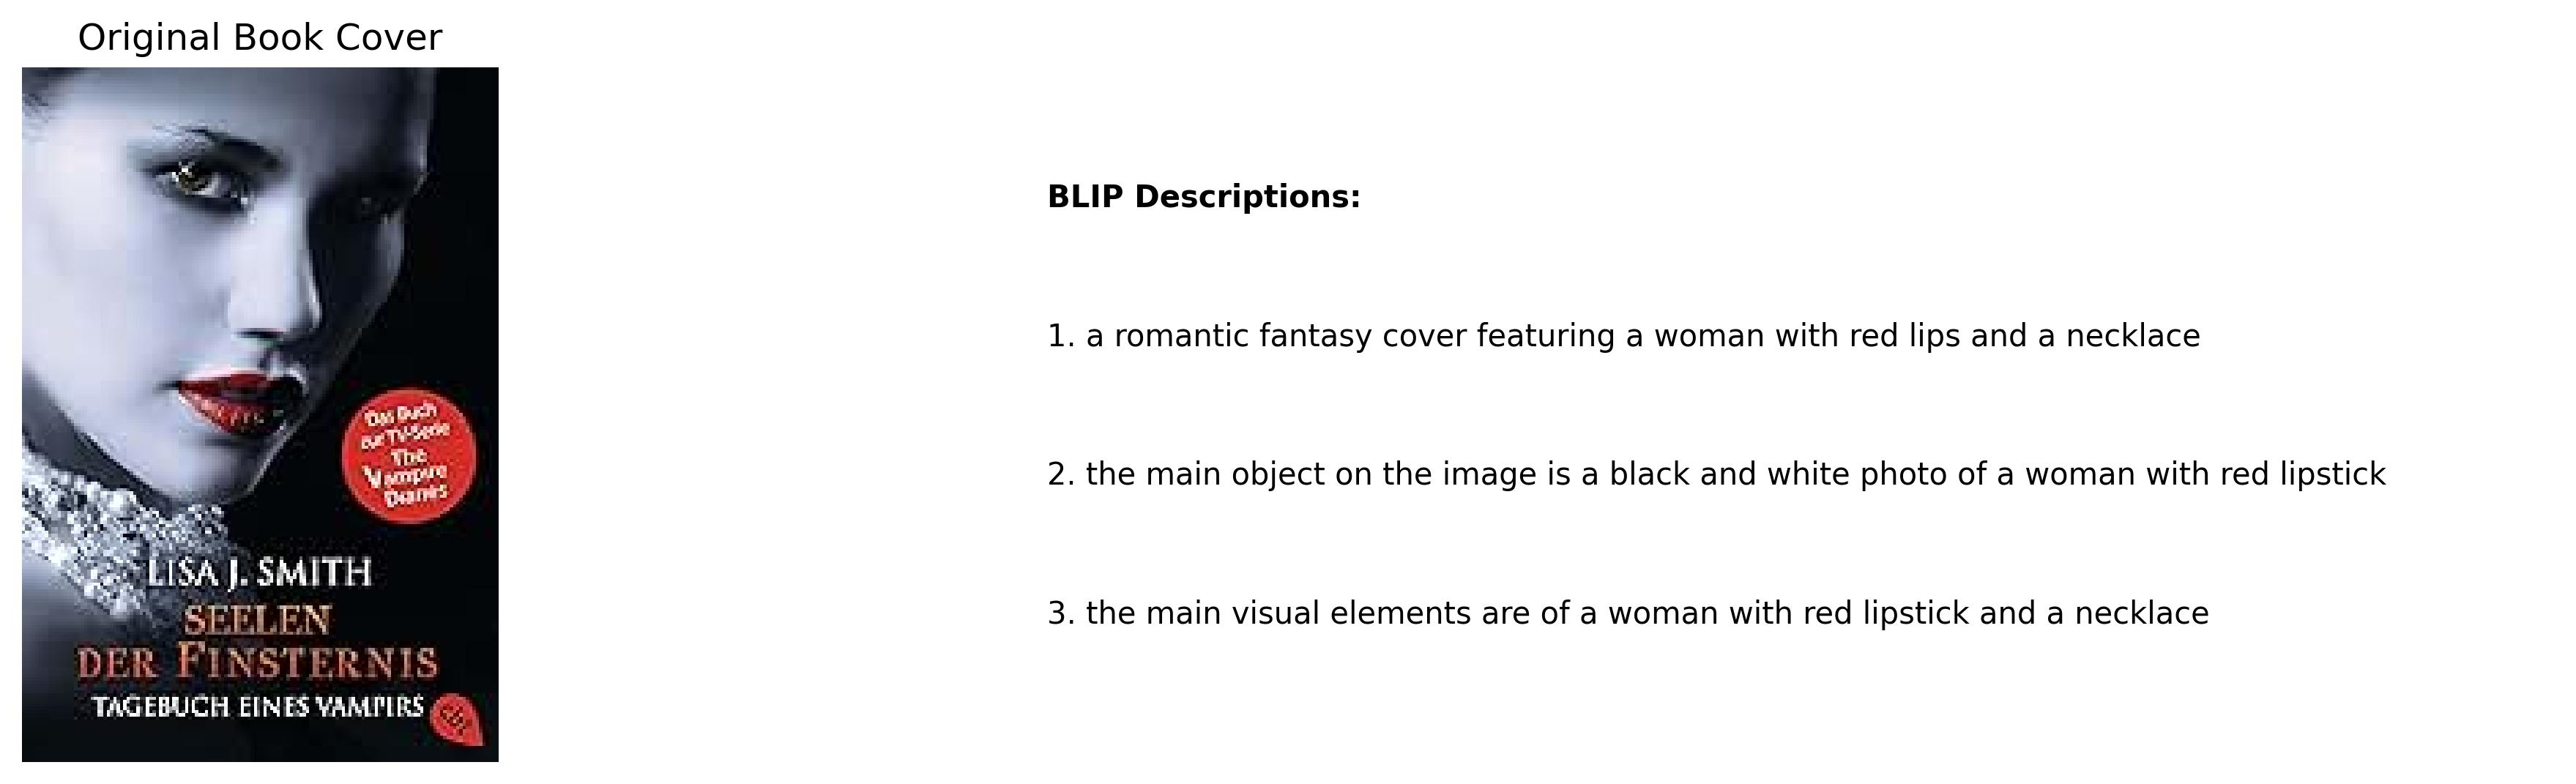 Original Book Cover
Das Buch
zur TV-Serie
The
Vampire
Diaries
LISA J. SMITH
SEELEN
DER FINSTERNIS
TAGEBUCH EINES VAMPIRS
cbt
BLIP Descriptions:
1. a romantic fantasy cover featuring a woman with red lips and a necklace
2. the main object on the image is a black and white photo of a woman with red lipstick
3. the main visual elements are of a woman with red lipstick and a necklace